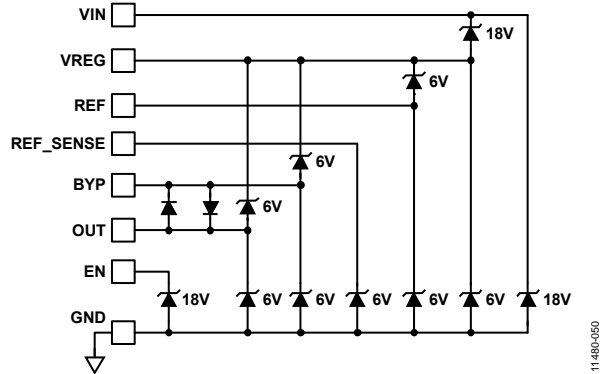 VIN
18V
VREG
6V
REF
REF_SENSE
6V
BYP
6V
OUT
EN
18V 6V 6V 6V 6V 6V 18V
GND
11480-050